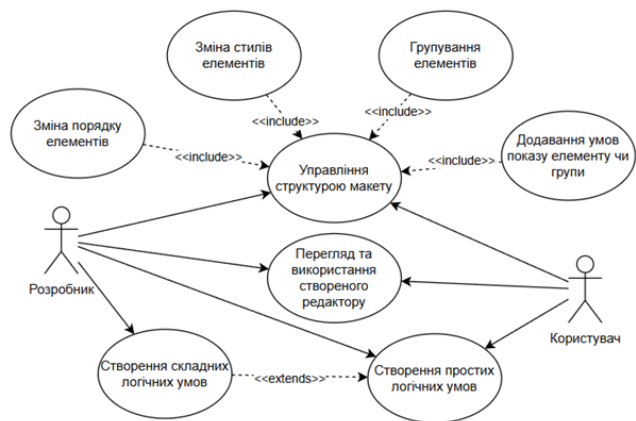 Зміна стилів
елементів
Групування
елементів
<<include>>
<<include>>
Зміна порядку
елементів
<<include>>
Управління
структурою макету
<<include>>
Додавання умов
показу елементу чи
групи
Розробник
Перегляд та
використання
створеного
редактору
Користувач
Створення складних
логічних умов
<<extends>>
Створення простих
логічних умов